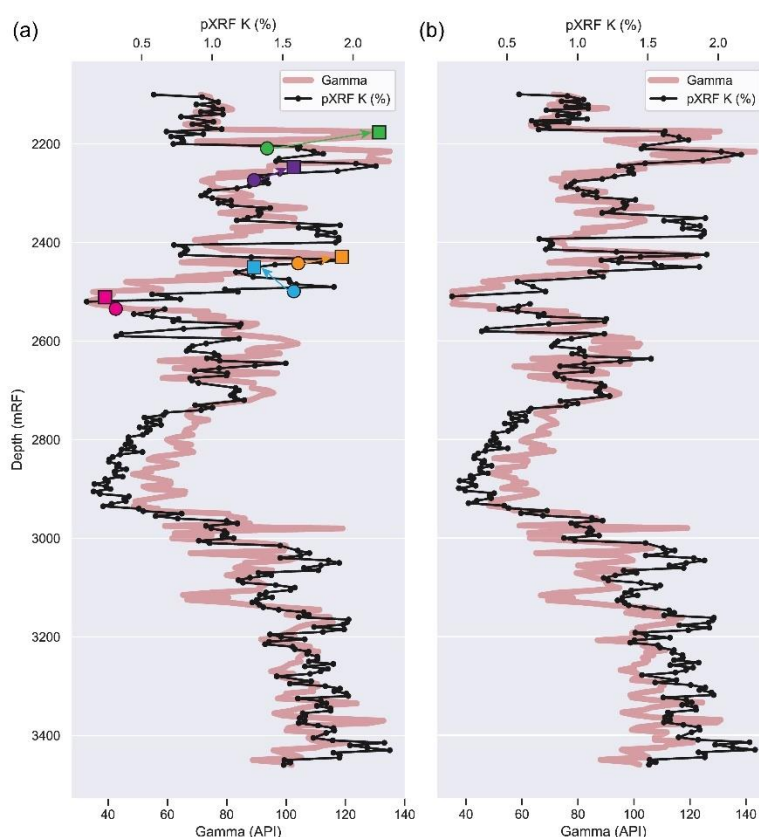 (a)
pXRF K (%)
0.5 1.0 1.5 2.0
(b)
pXRF K (%)
0.5 1.0 1.5 2.0
Gamma
pXRF K (%)
Gamma
pXRF K (%)
Depth (mRF)
2200
2400
2600
2800
3000
3200
3400
40 60 80 100 120 140
Gamma (API)
40 60 80 100 120 140
Gamma (API)